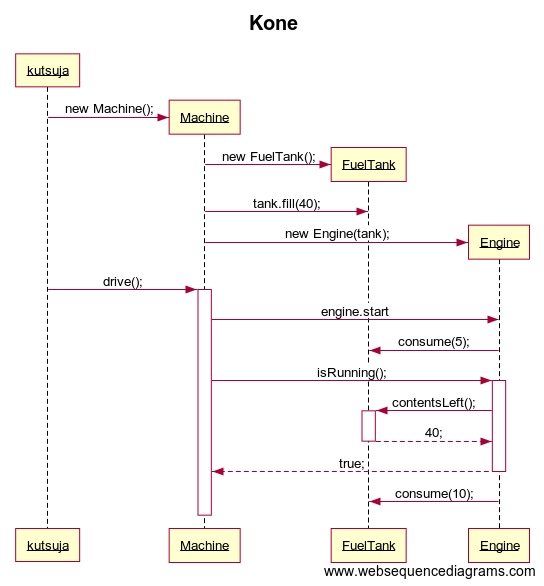 Kone
kutsuja
new Machine();
Machine
new FuelTank();
FuelTank
tank.fill(40);
new Engine(tank);
Engine
drive();
engine.start
consume(5);
isRunning();
contentsLeft();
40;
true;
consume(10);
kutsuja
Machine
FuelTank
Engine
www.websequencediagrams.com